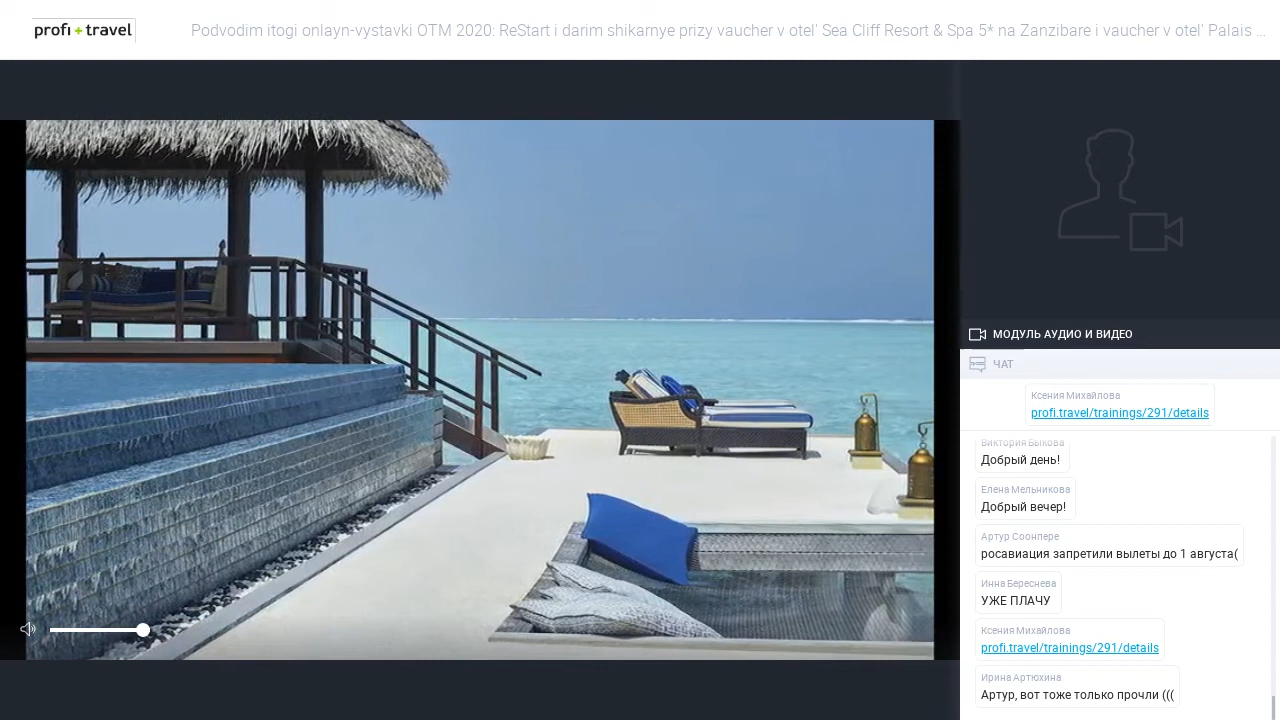 profi + travel
Podvodim itogi onlayn-vystavki OTM 2020: ReStart i darim shikarnye prizy vaucher v otel' Sea Cliff Resort & Spa 5* na Zanzibare i vaucher v otel' Palais ...
МОДУЛЬ АУДИО И ВИДЕО
ЧАТ
Ксения Михайлова
profi.travel/trainings/291/details
Виктория Быкова
Добрый день!
Елена Мельникова
Добрый вечер!
Артур Соонпере
росавиация запретили вылеты до 1 августа(
Инна Береснева
УЖЕ ПЛАЧУ
Ксения Михайлова
profi.travel/trainings/291/details
Ирина Артюхина
Артур, вот тоже только прочли (((